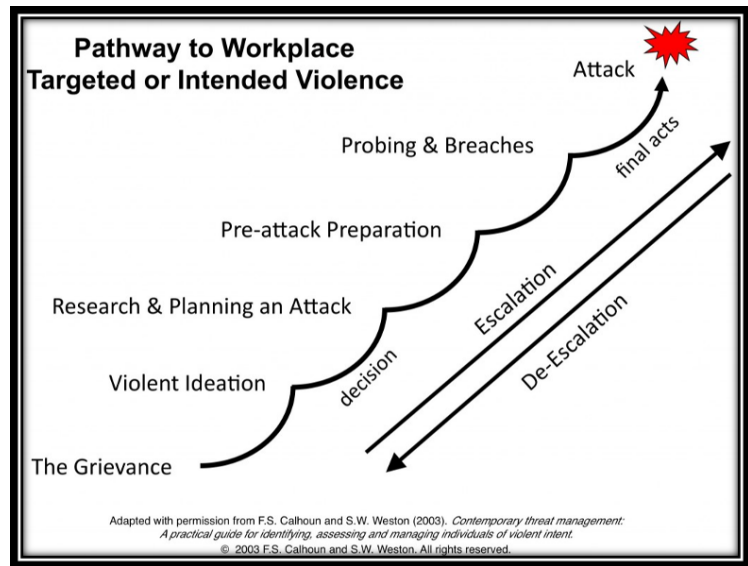 Pathway to Workplace
Targeted or Intended Violence
Attack
final acts
Probing & Breaches
Pre-attack Preparation
Escalation
De-Escalation
Research & Planning an Attack
decision
Violent Ideation
The Grievance
Adapted with permission from F.S. Calhoun and S.W. Weston (2003). Contemporary threat management:
A practical guide for identifying, assessing and managing individuals of violent intent.
© 2003 F.S. Calhoun and S.W. Weston. All rights reserved.